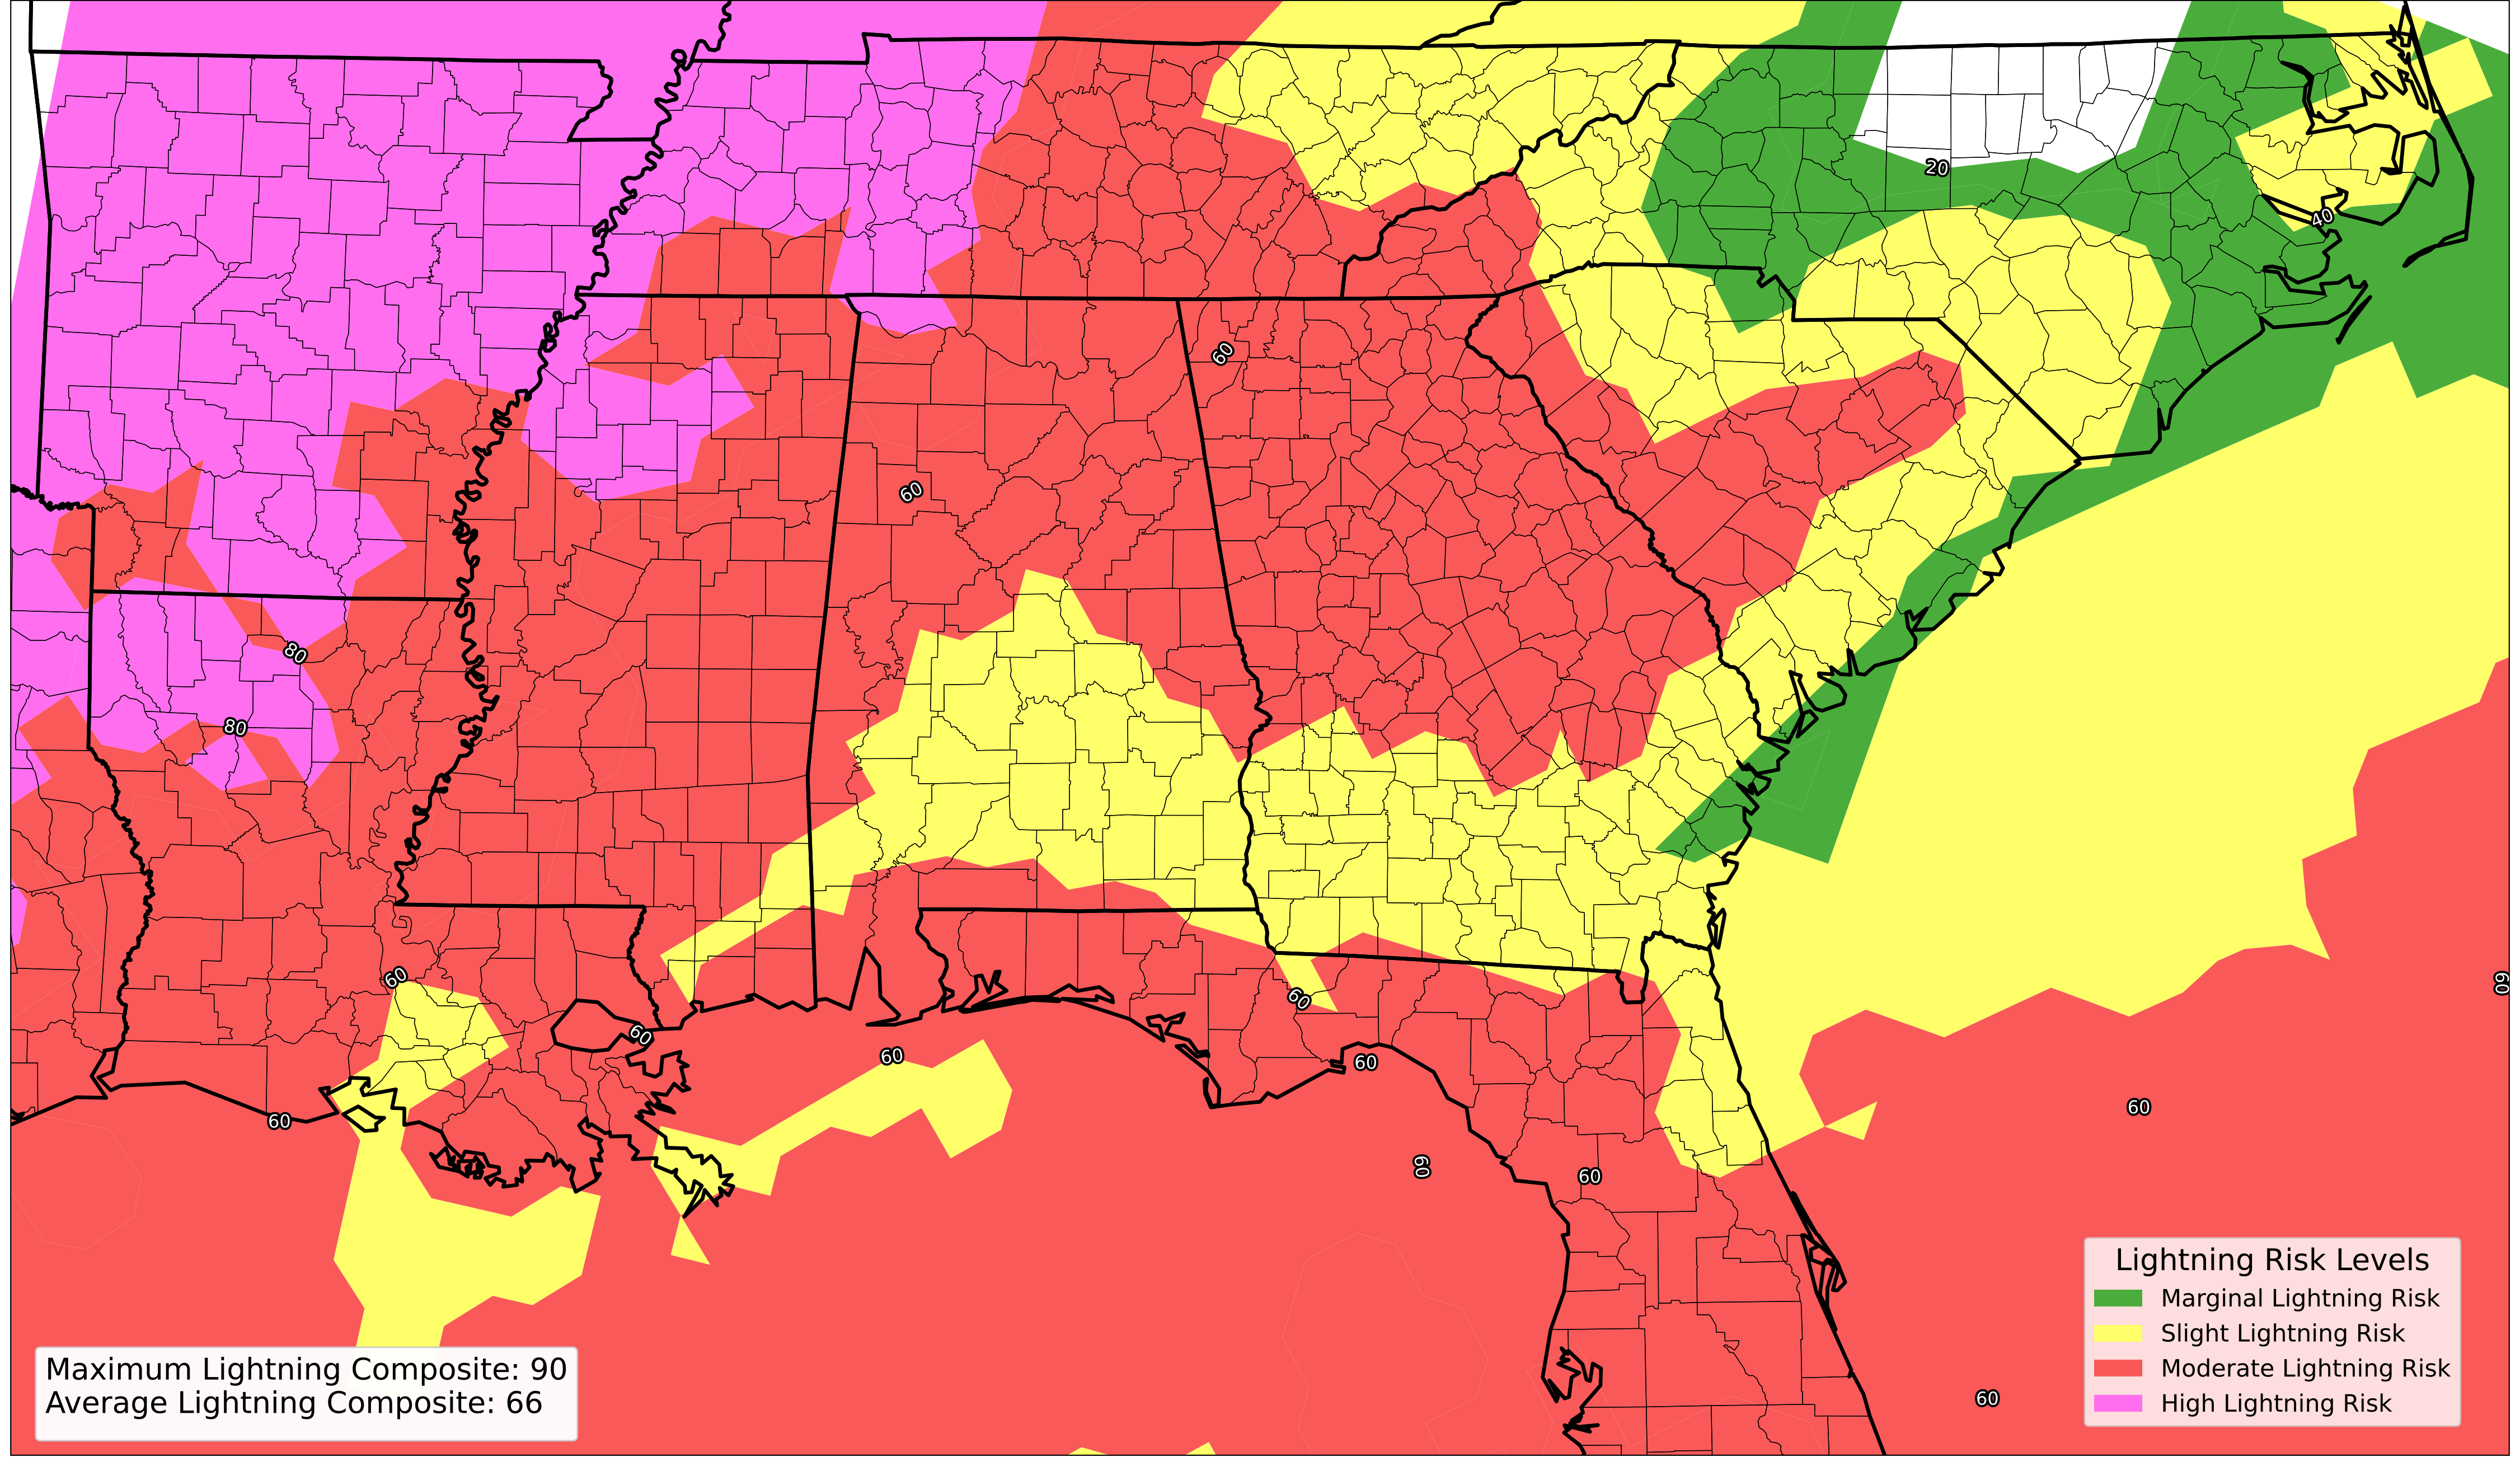 20
40
60
60
80
80
60
60
60
60
60
60
60
60
60
60
60
Lightning Risk Levels
Marginal Lightning Risk
Slight Lightning Risk
Moderate Lightning Risk
High Lightning Risk
Maximum Lightning Composite: 90
Average Lightning Composite: 66